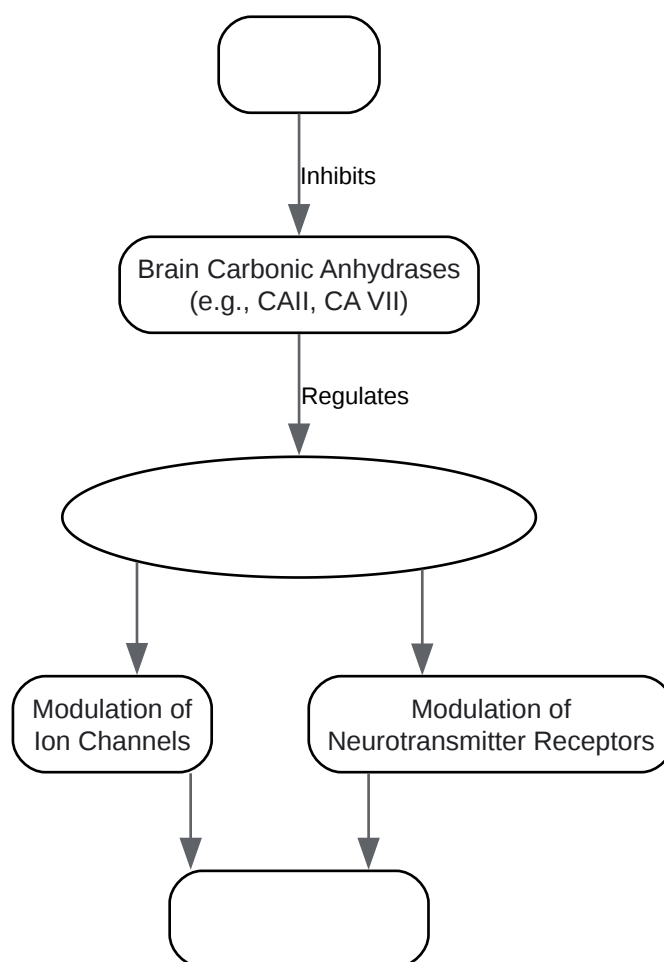 Inhibits
Brain Carbonic Anhydrases
(e.g., CAII, CA VII)
Regulates
Modulation of
Ion Channels
Modulation of
Neurotransmitter Receptors